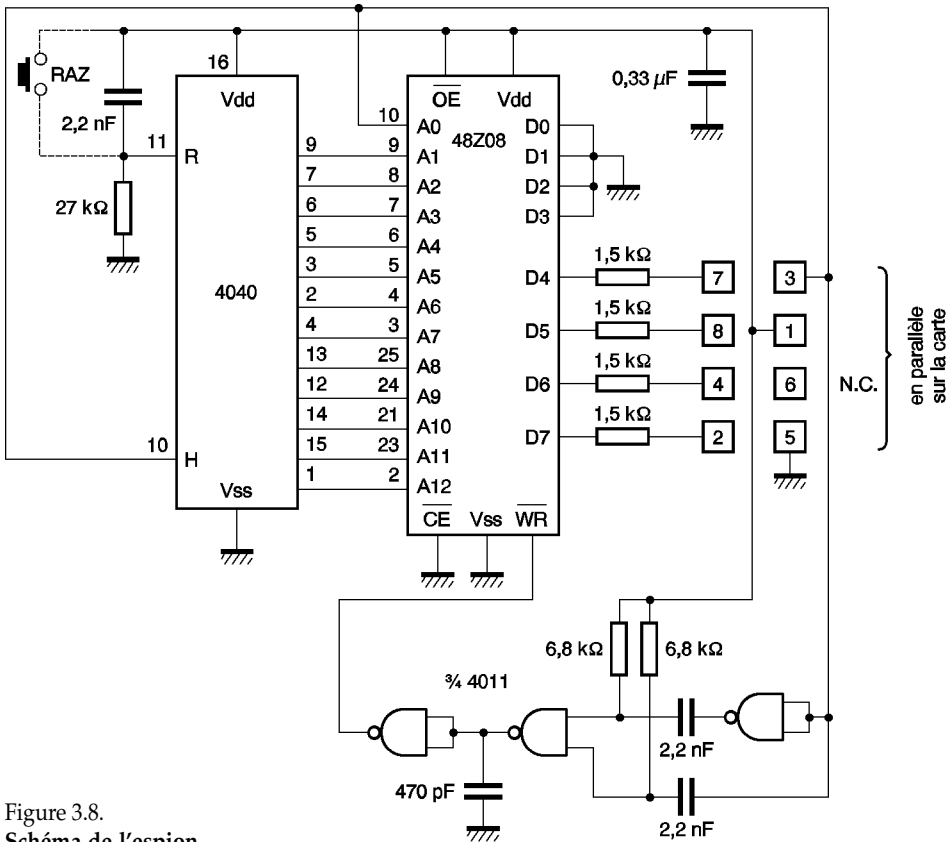 16
Vdd
RAZ
2,2 nF
11
R
27 kΩ
4040
10
H
Vss
9
7
6
5
3
2
4
13
12
14
15
1
10
9
8
7
6
5
4
3
25
24
21
23
2
OE Vdd
48Z08
A0
A1
A2
A3
A4
A5
A6
A7
A8
A9
A10
A11
A12
D0
D1
D2
D3
D4
D5
D6
D7
CE Vss WR
0,33 µF
1,5 kΩ
7 3
1,5 kΩ
8 1
1,5 kΩ
4 6
N.C.
1,5 kΩ
2 5
en parallèle
sur la carte
6,8 kΩ 6,8 kΩ
¾ 4011
2,2 nF
470 pF
2,2 nF
Figure 3.8.
Schéma de l'espion